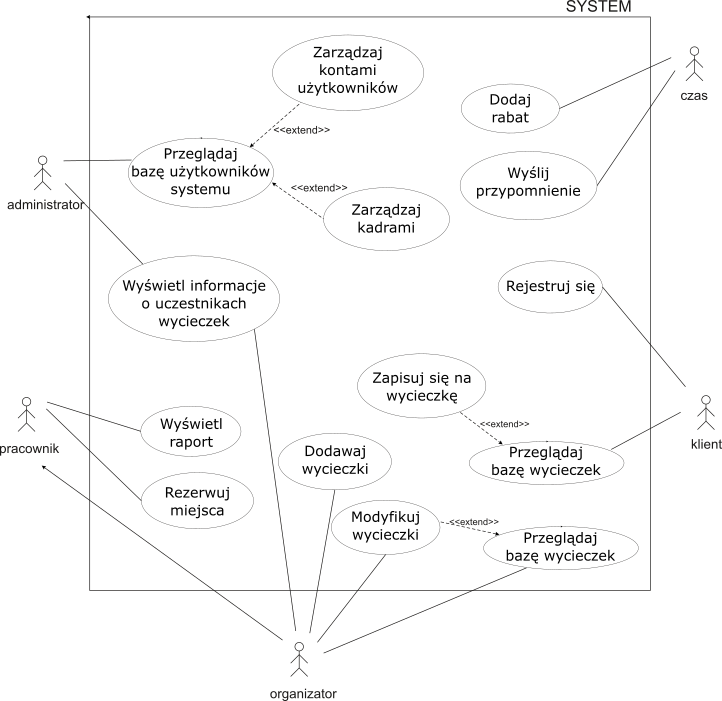 SYSTEM
Zarządzaj
kontami
użytkowników
czas
Dodaj
rabat
<<extend>>
Przeglądaj
bazę użytkowników
systemu
Wyślij
przypomnienie
<<extend>>
administrator
Zarządzaj
kadrami
Wyświetl informacje
o uczestnikach
wycieczek
Rejestruj się
Zapisuj się na
wycieczkę
<<extend>>
klient
pracownik
Wyświetl
raport
Dodawaj
wycieczki
Przeglądaj
bazę wycieczek
Rezerwuj
miejsca
Modyfikuj
wycieczki
<<extend>>
Przeglądaj
bazę wycieczek
organizator